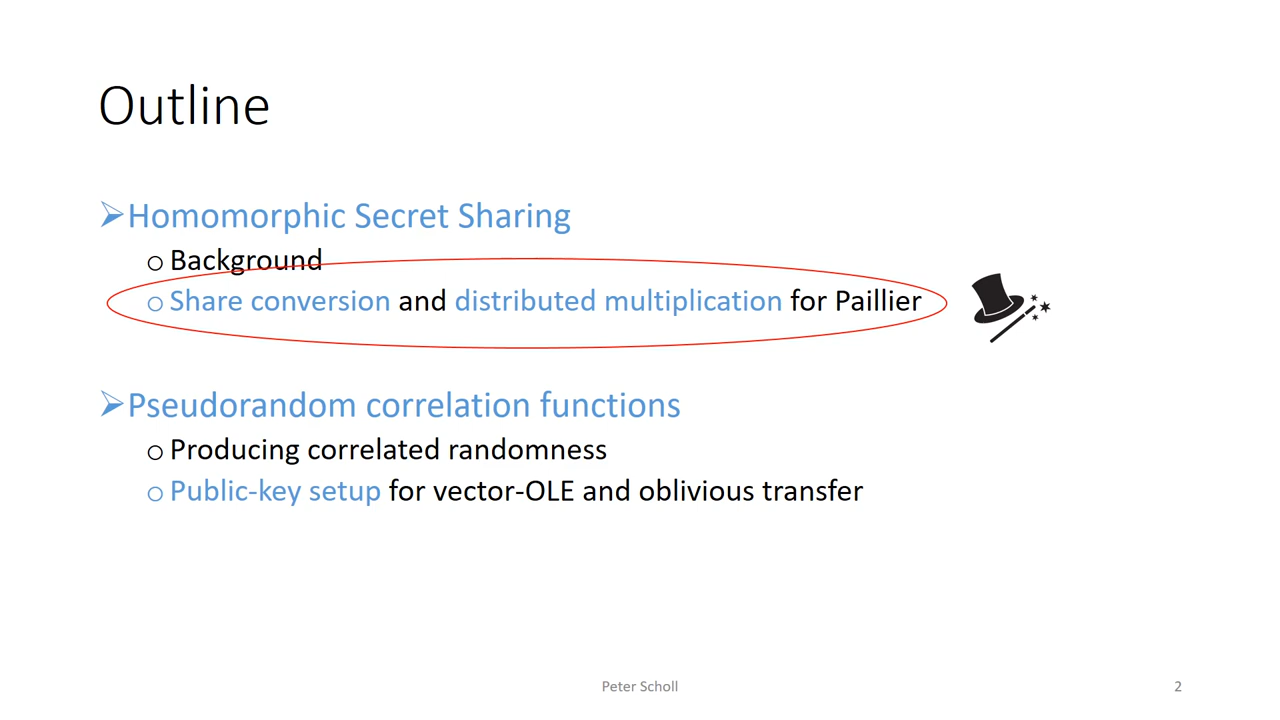 Outline
Homomorphic Secret Sharing
Background
Share conversion and distributed multiplication for Paillier
Pseudorandom correlation functions
Producing correlated randomness
Public-key setup for vector-OLE and oblivious transfer
Peter Scholl
2